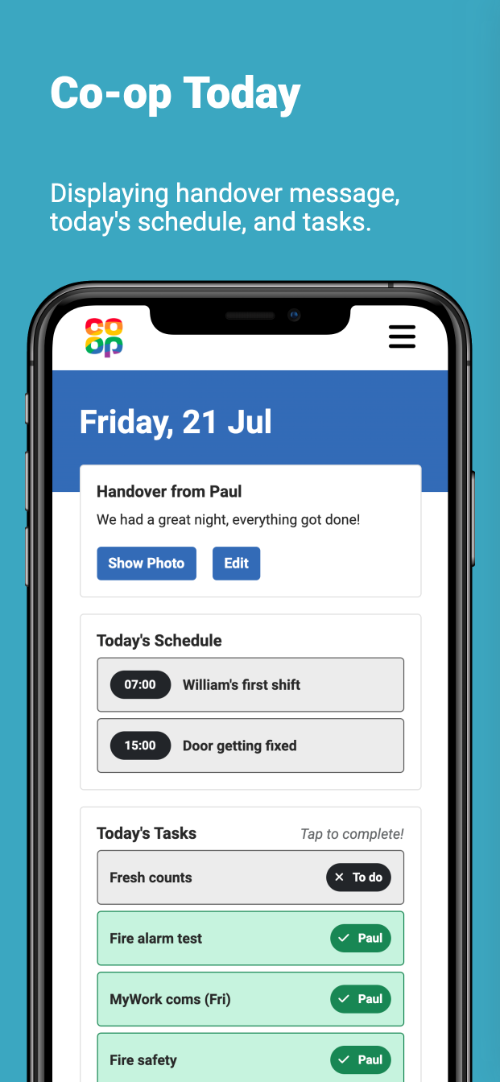 Co-op Today
Displaying handover message,
today's schedule, and tasks.
co
op
Friday, 21 Jul
Handover from Paul
We had a great night, everything got done!
Show Photo Edit
Today's Schedule
07:00 William's first shift
15:00 Door getting fixed
Today's Tasks Tap to complete!
Fresh counts To do
Fire alarm test Paul
MyWork coms (Fri) Paul
Fire safety Paul